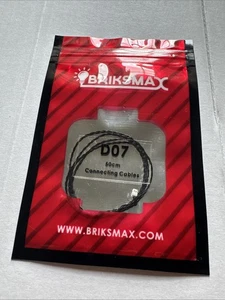 BRIKSMAX
D07
50cm
Connecting Cables
WWW.BRIKSMAX.COM